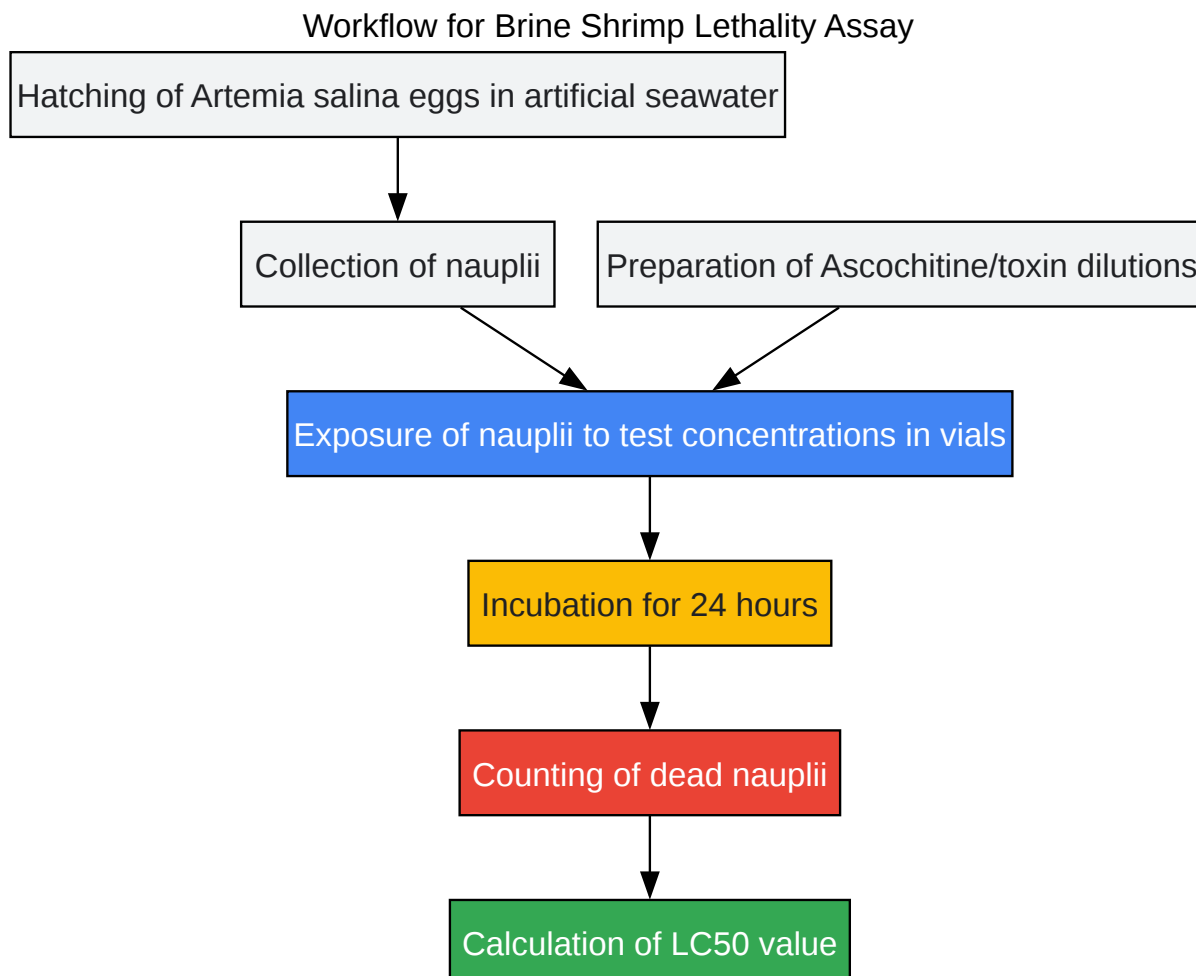 Workflow for Brine Shrimp Lethality Assay
Hatching of Artemia salina eggs in artificial seawater
Collection of nauplii
Preparation of Ascochitine/toxin dilutions
Exposure of nauplii to test concentrations in vials
Incubation for 24 hours
Counting of dead nauplii
Calculation of LC50 value